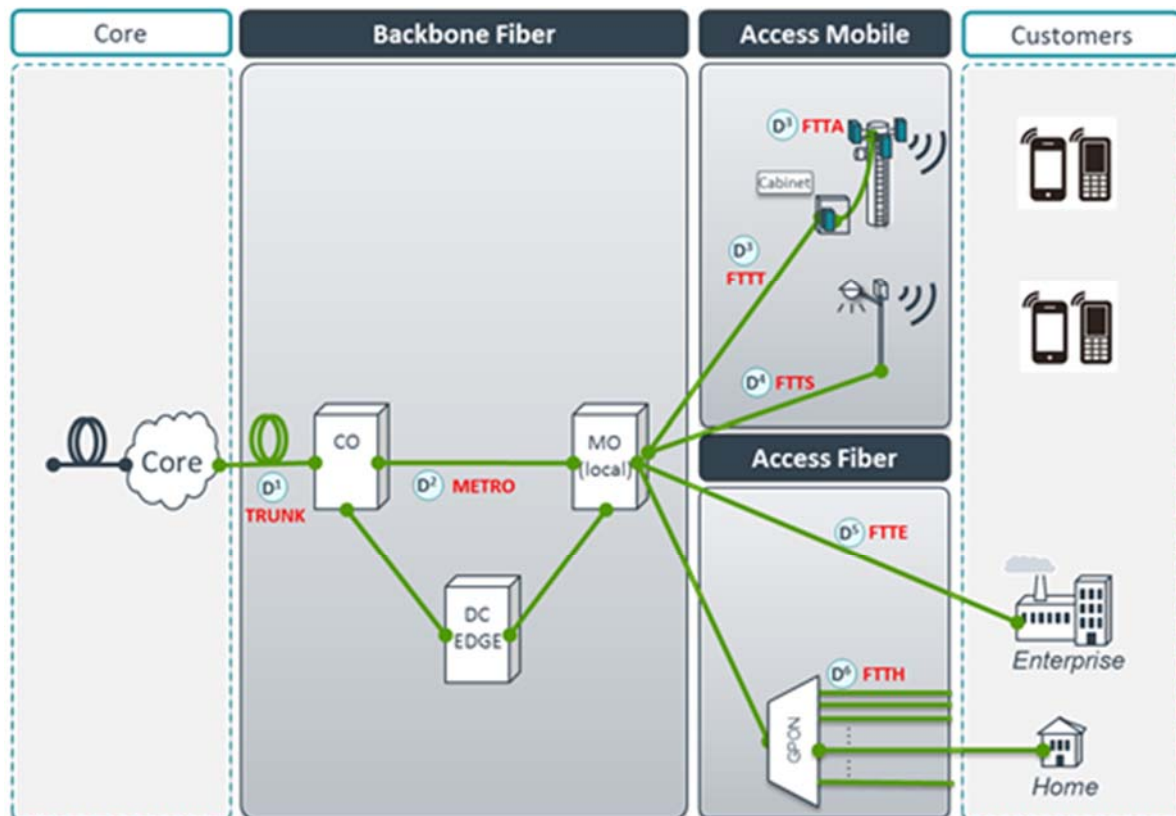 Core
Backbone Fiber
Access Mobile
Customers
D³ FTTA
Cabinet
D³
FTTT
D⁴ FTTS
Core
D¹
TRUNK
CO
D² METRO
MO
(local)
DC
EDGE
Access Fiber
D⁵ FTTE
Enterprise
D⁶ FTTH
GPON
Home